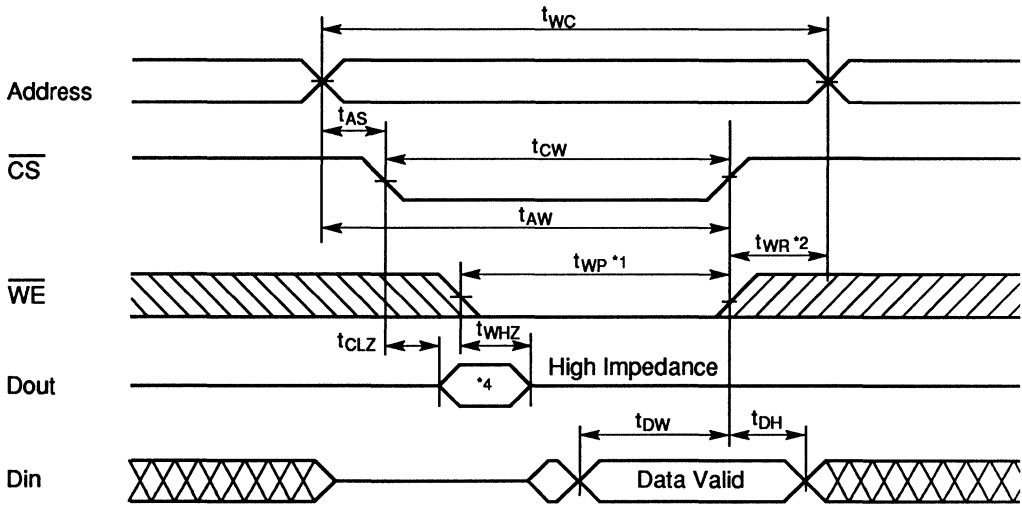 tWC
Address
tAS
CS
tCW
tAW
tWR *2
WE
tWP *1
tCLZ
tWHZ
Dout
*4
High Impedance
tDW
tDH
Din
Data Valid